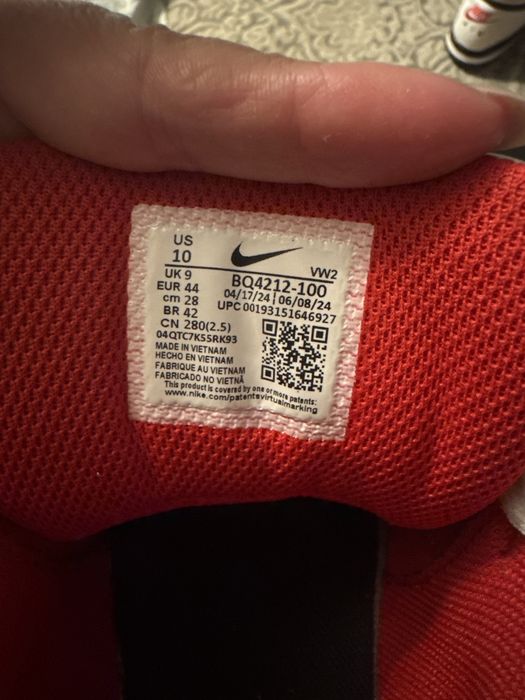 US
10
VW2
UK 9
BQ4212-100
EUR 44
04/17/24 | 06/08/24
cm 28
UPC 00193151646927
BR 42
CN 280(2.5)
04QTC7K55RK93
MADE IN VIETNAM
HECHO EN VIETNAM
FABRIQUE AU VIETNAM
FABRICADO NO VIETNÃ
This product is covered by one or more patents:
www.nike.com/patentsvirtualmarking